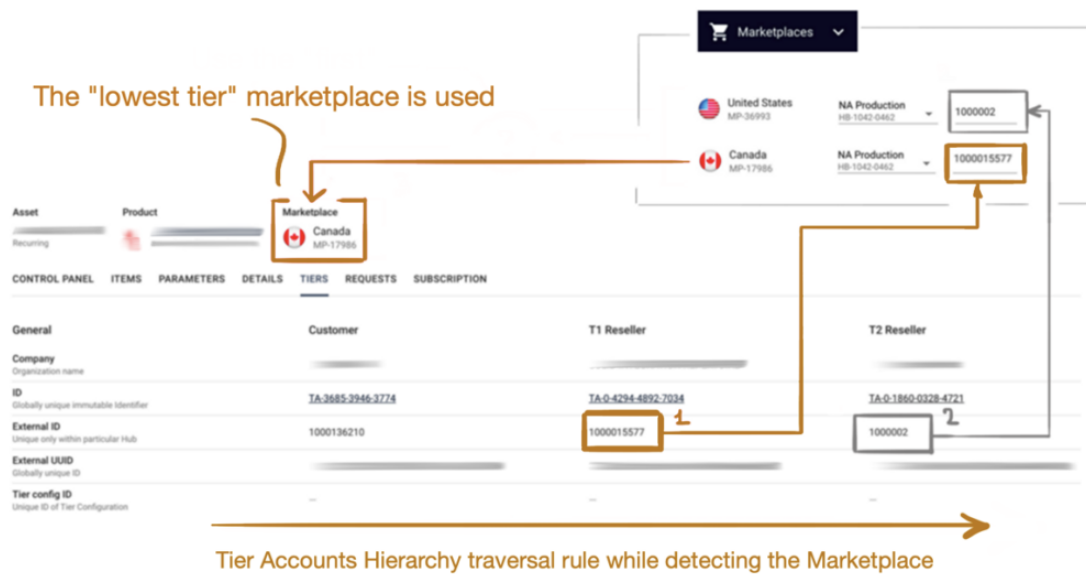 Marketplaces
The "lowest tier" marketplace is used
United States
MP-36993
NA Production
HB-1042-0462
1000002
Canada
MP-17986
NA Production
HB-1042-0462
1000015577
Asset
Product
Marketplace
Recurring
Canada
MP-17986
CONTROL PANEL ITEMS PARAMETERS DETAILS TIERS REQUESTS SUBSCRIPTION
General Customer T1 Reseller T2 Reseller
Company
Organization name
ID
Globally unique immutable Identifier
TA-3685-3946-3774 TA-0-4294-4892-7034 TA-0-1860-0328-4721
1 2
External ID
Unique only within particular Hub
1000136210 1000015577 1000002
External UUID
Globally unique ID
Tier config ID
Unique ID of Tier Configuration
– – –
Tier Accounts Hierarchy traversal rule while detecting the Marketplace